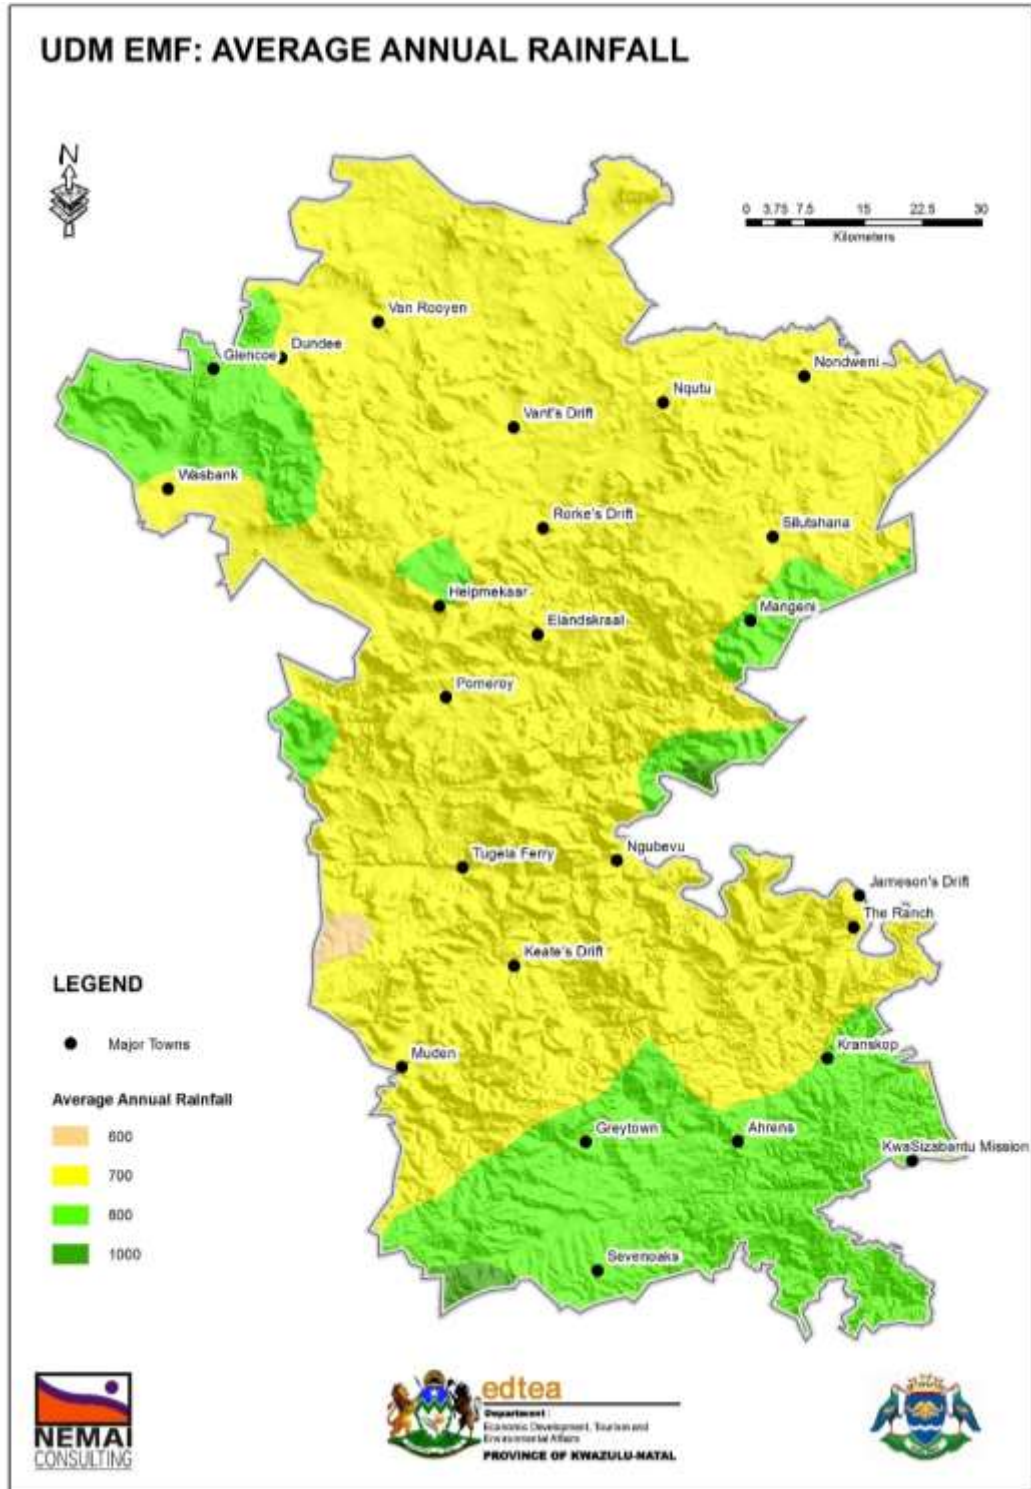 UDM EMF: AVERAGE ANNUAL RAINFALL
N
0 3.75 7.5 15 22.5 30
Kilometers
Van Rooyen
Dundee
Glencoe
Nondweni
Nqutu
Vant's Drift
Wasbank
Rorke's Drift
Silutshana
Helpmekaar
Mangeni
Elandskraal
Pomeroy
Ngubevu
Tugela Ferry
Jameson's Drift
The Ranch
Keate's Drift
LEGEND
Major Towns
Kranskop
Muden
Average Annual Rainfall
600
700
800
1000
Greytown
Ahrens
KwaSizabantu Mission
Sevenoaks
NEMAI
CONSULTING
edtea
Department:
Economic Development, Tourism and
Environmental Affairs
PROVINCE OF KWAZULU-NATAL